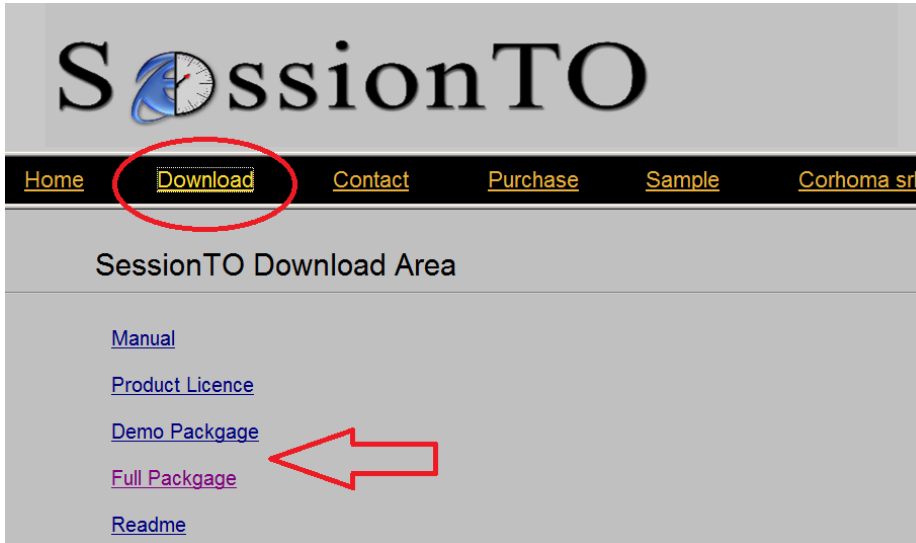 SessionTO
Home Download Contact Purchase Sample Corhoma srl
SessionTO Download Area
Manual
Product Licence
Demo Packgage
Full Packgage
Readme